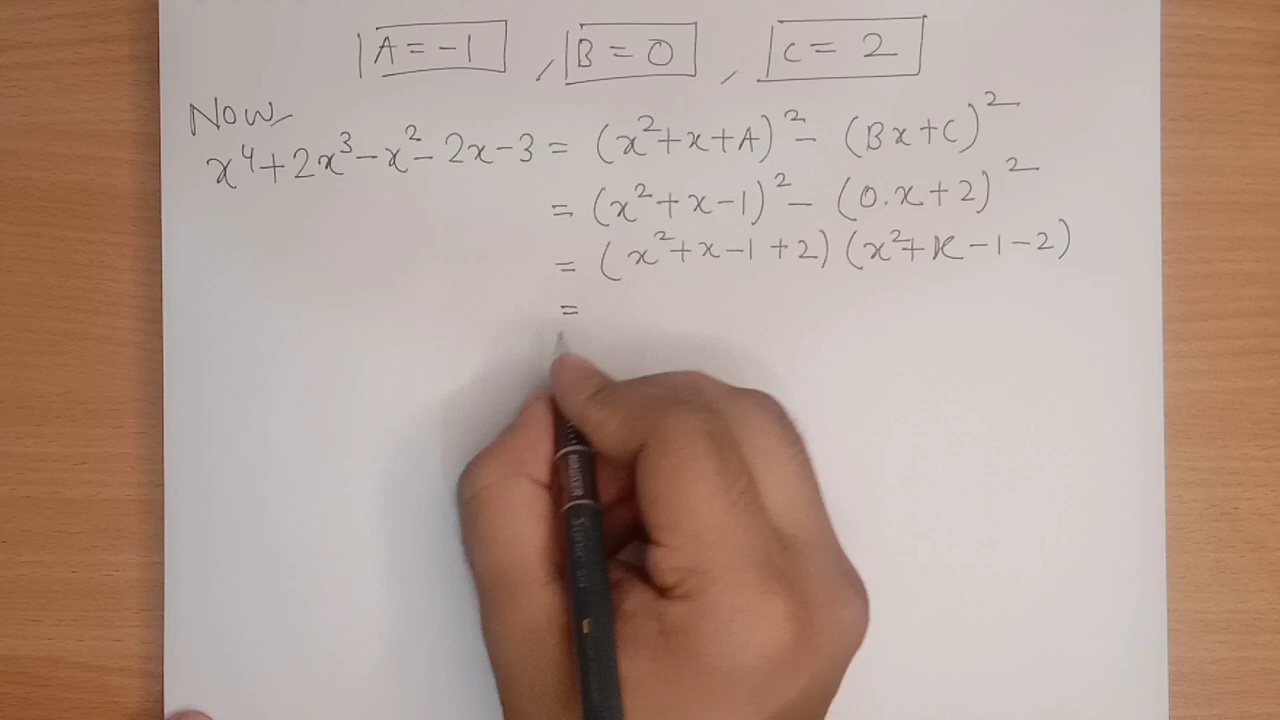 A = -1 , B = 0 , C = 2
Now
x⁴+2x³-x²-2x-3 = (x²+x+A)² - (Bx+C)²
= (x²+x-1)² - (0.x+2)²
= (x²+x-1+2) (x²+x-1-2)
=